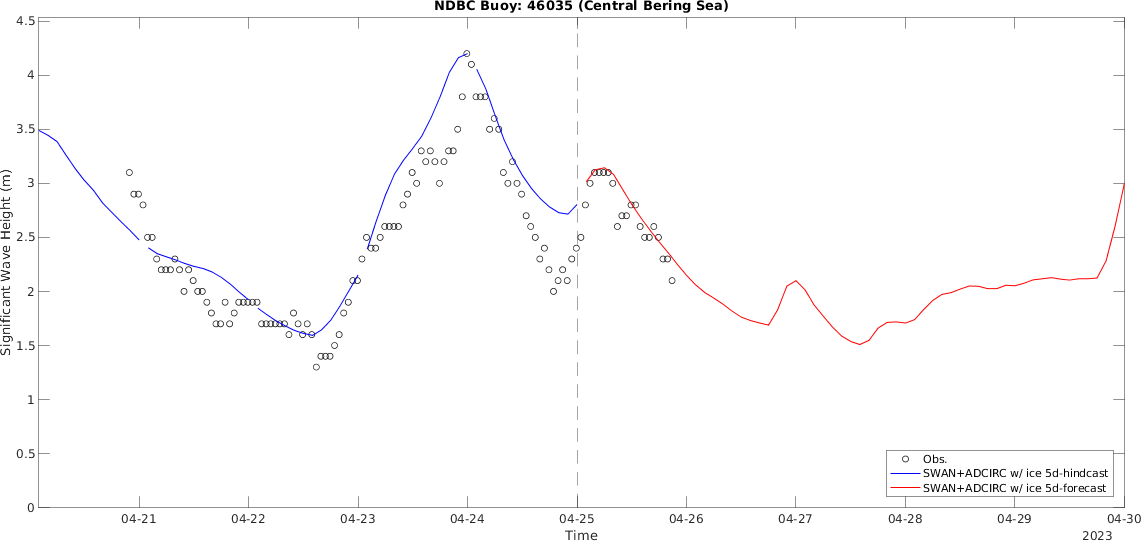 NDBC Buoy: 46035 (Central Bering Sea)
4.5
4
3.5
3
2.5
2
1.5
1
0.5
0
Significant Wave Height (m)
Obs.
SWAN+ADCIRC w/ ice 5d-hindcast
SWAN+ADCIRC w/ ice 5d-forecast
04-21 04-22 04-23 04-24 04-25 04-26 04-27 04-28 04-29 04-30
Time
2023